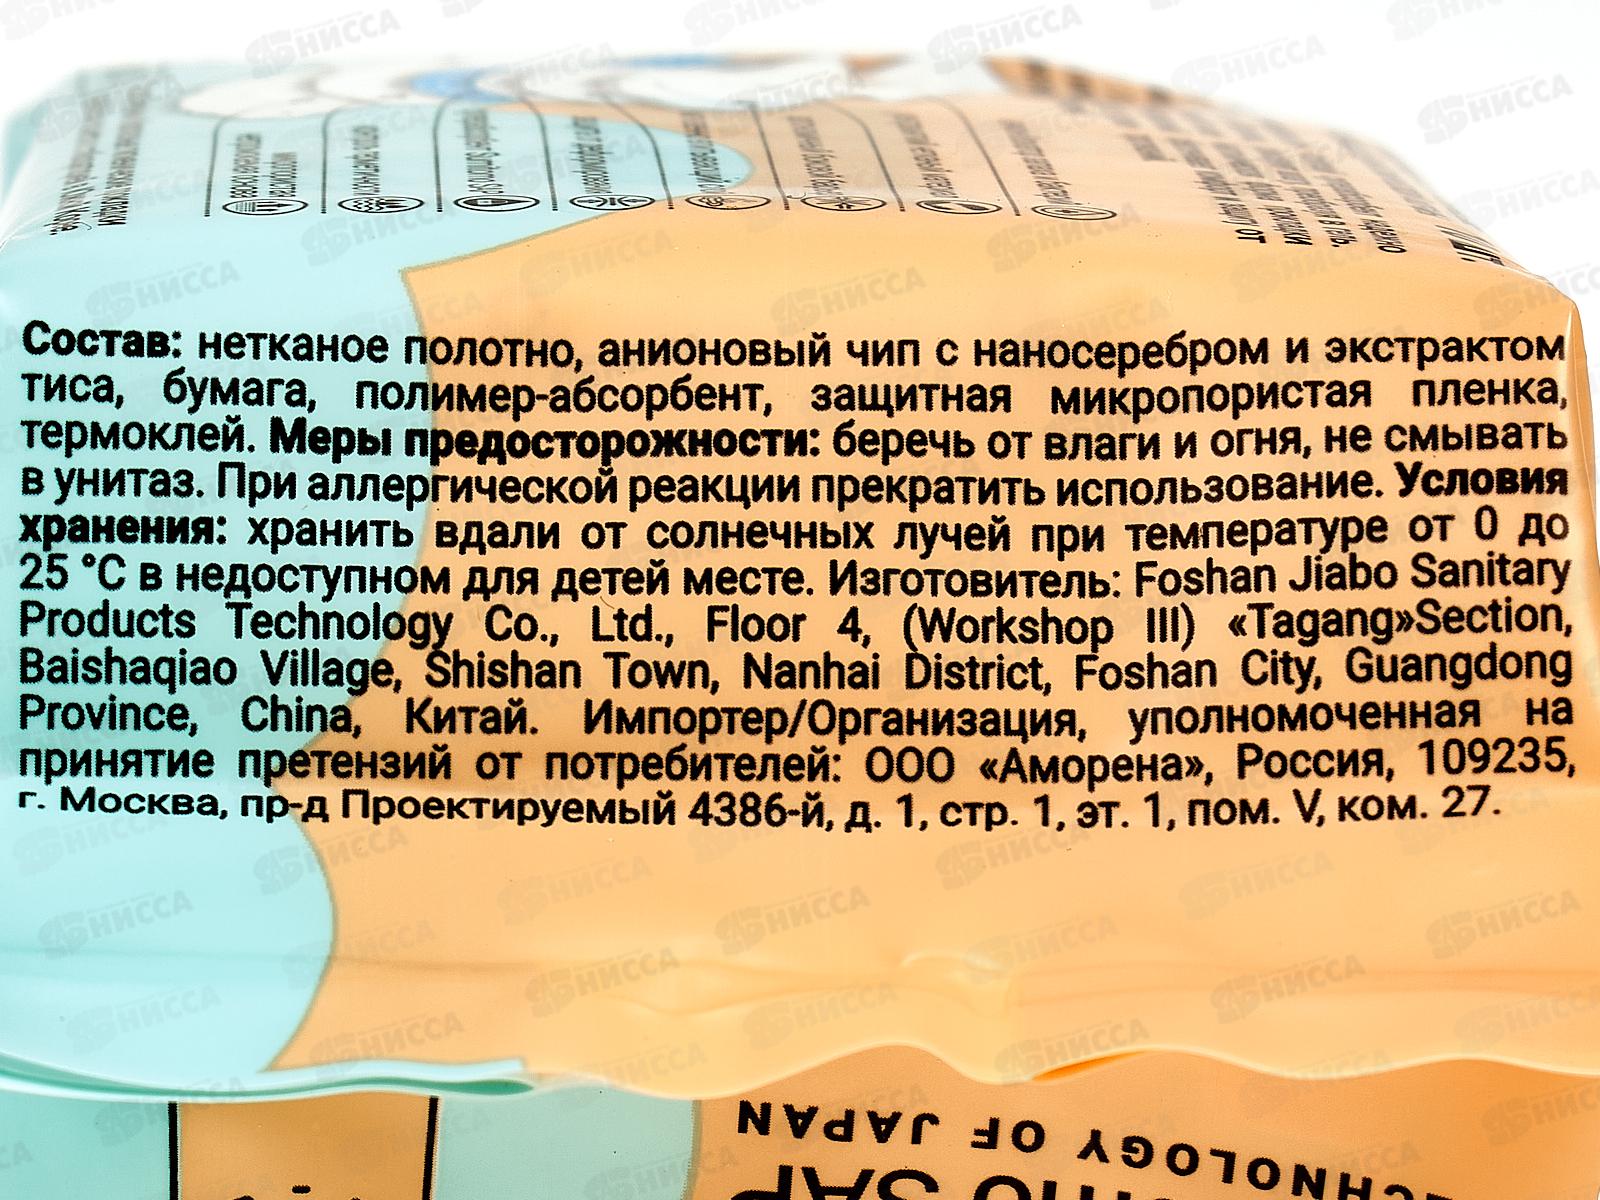 Состав: нетканое полотно, анионовый чип с наносеребром и экстрактом
тиса, бумага, полимер-абсорбент, защитная микропористая пленка,
термоклей. Меры предосторожности: беречь от влаги и огня, не смывать
в унитаз. При аллергической реакции прекратить использование. Условия
хранения: хранить вдали от солнечных лучей при температуре от 0 до
25 °C в недоступном для детей месте. Изготовитель: Foshan Jiabo Sanitary
Products Technology Co., Ltd., Floor 4, (Workshop III) «Tagang»Section,
Baishaqiao Village, Shishan Town, Nanhai District, Foshan City, Guangdong
Province, China, Китай. Импортер/Организация, уполномоченная на
принятие претензий от потребителей: ООО «Аморена», Россия, 109235,
г. Москва, пр-д Проектируемый 4386-й, д. 1, стр. 1, эт. 1, пом. V, ком. 27.
OF JAPAN
SAP
НИССА